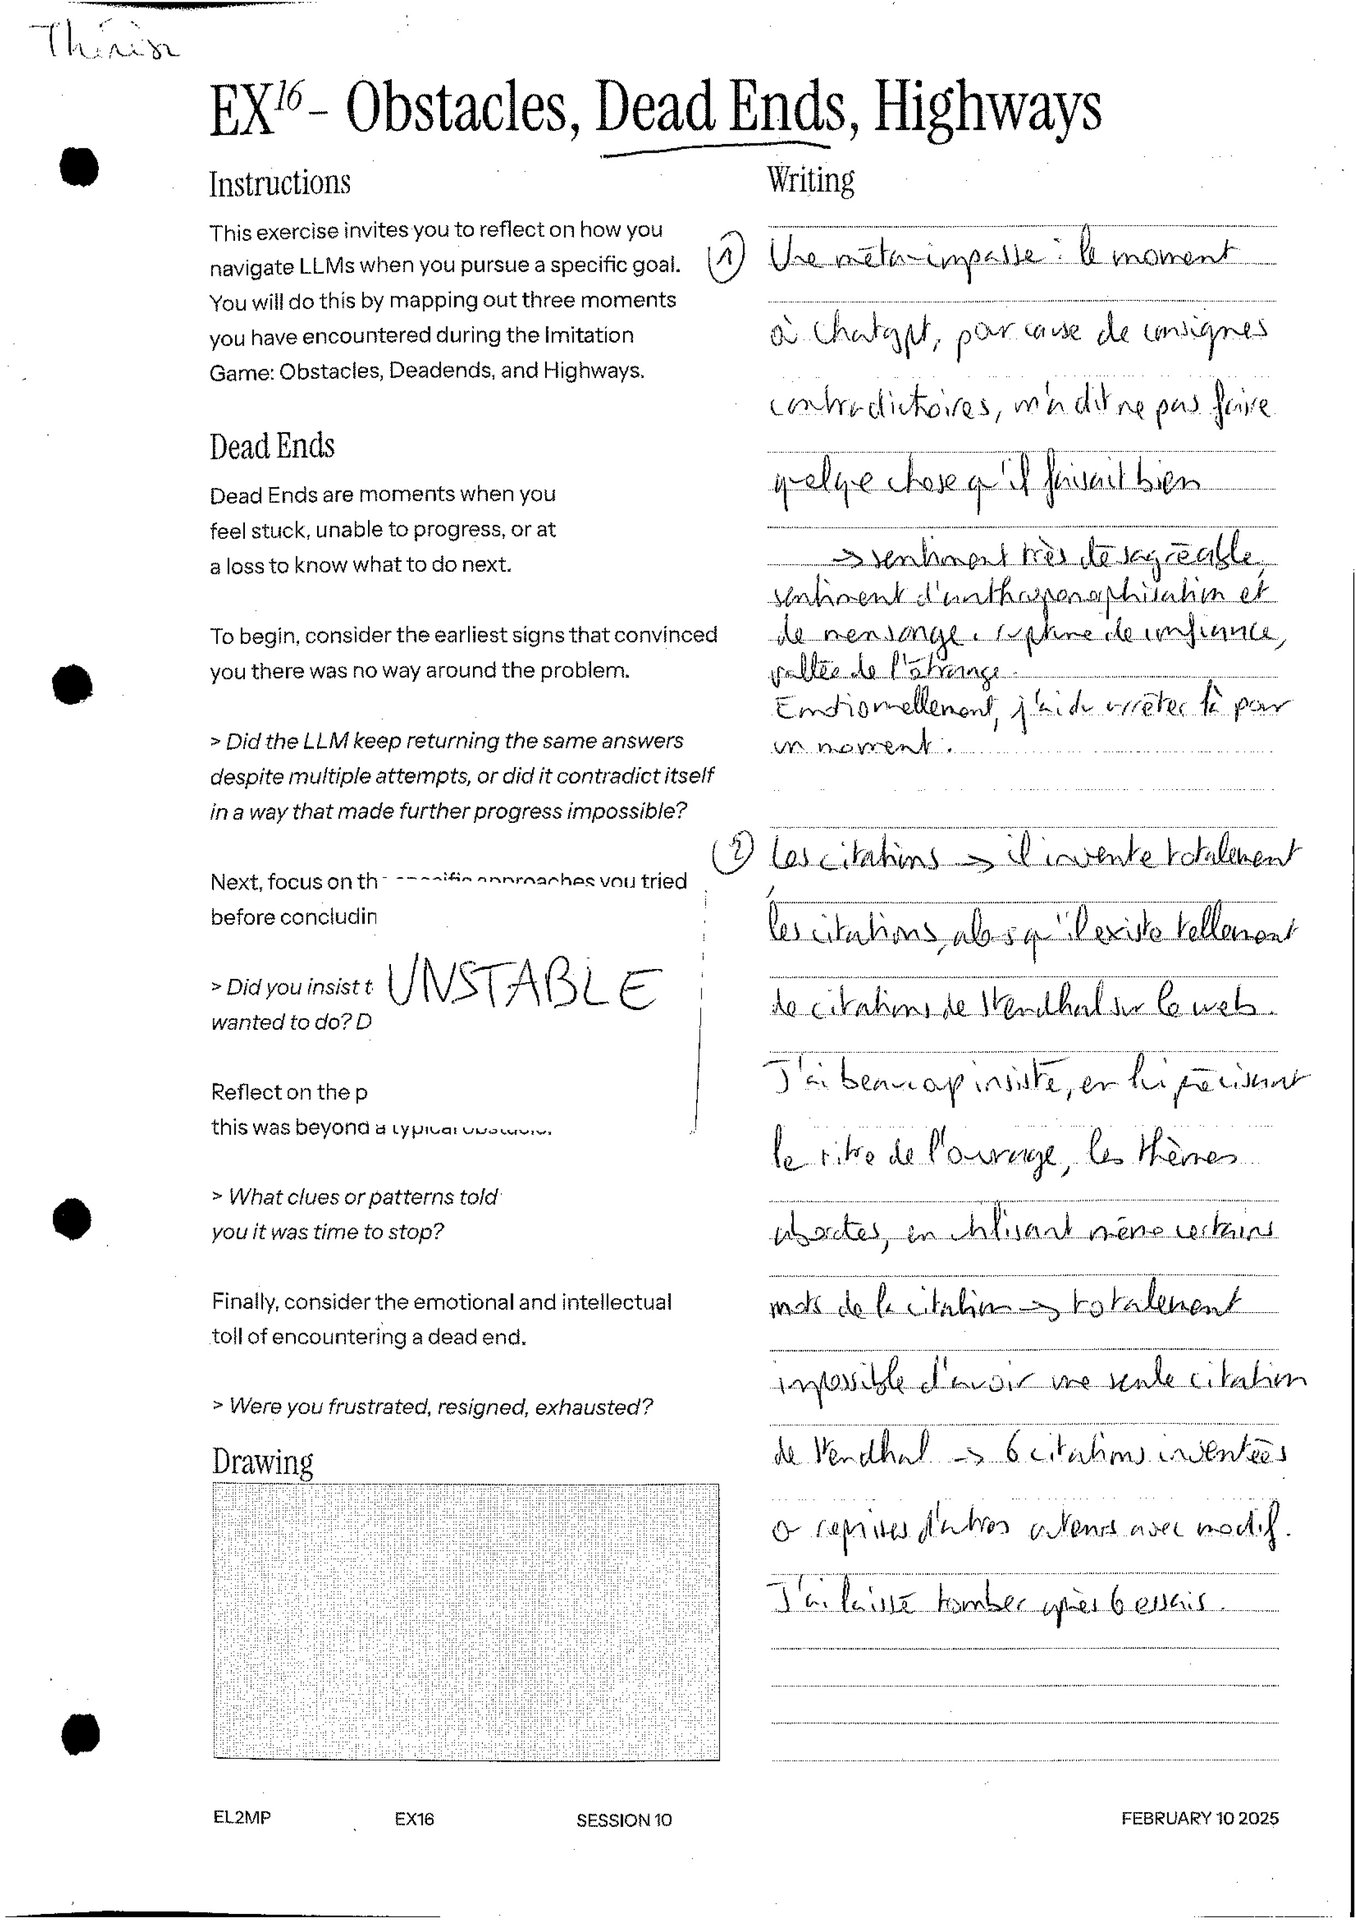 Thérèse
EX16 - Obstacles, Dead Ends, Highways
Instructions
This exercise invites you to reflect on how you
navigate LLMs when you pursue a specific goal.
You will do this by mapping out three moments
you have encountered during the Imitation
Game: Obstacles, Deadends, and Highways.
Dead Ends
Dead Ends are moments when you
feel stuck, unable to progress, or at
a loss to know what to do next.
To begin, consider the earliest signs that convinced
you there was no way around the problem.
> Did the LLM keep returning the same answers
despite multiple attempts, or did it contradict itself
in a way that made further progress impossible?
Next, focus on th specific approaches you tried
before concludin
> Did you insist t
wanted to do? D
UNSTABLE
Reflect on the p
this was beyond a typical obstacle.
> What clues or patterns told
you it was time to stop?
Finally, consider the emotional and intellectual
toll of encountering a dead end.
> Were you frustrated, resigned, exhausted?
Drawing
Writing
1 Une méta-impasse : le moment
où Chatgpt, pour cause de consignes
contradictoires, m'a dit ne pas faire
quelque chose qu'il faisait bien
→ sentiment très désagréable,
sentiment d'anthropomorphisation et
de mensonge. rupture de confiance,
vallée de l'étrange.
Emotionnellement, j'ai du arrêter là pour
un moment.
2 Les citations → il invente totalement
les citations, alors qu'il existe tellement
de citations de Stendhal sur le web.
J'ai beaucoup insisté, en lui précisant
le titre de l'ouvrage, les thèmes
abordés, en utilisant même certains
mots de la citation → totalement
impossible d'avoir une seule citation
de Stendhal → 6 citations inventées
ou reprises d'autres auteurs avec modif.
J'ai laissé tomber après 6 essais.
EL2MP
EX16
SESSION 10
FEBRUARY 10 2025